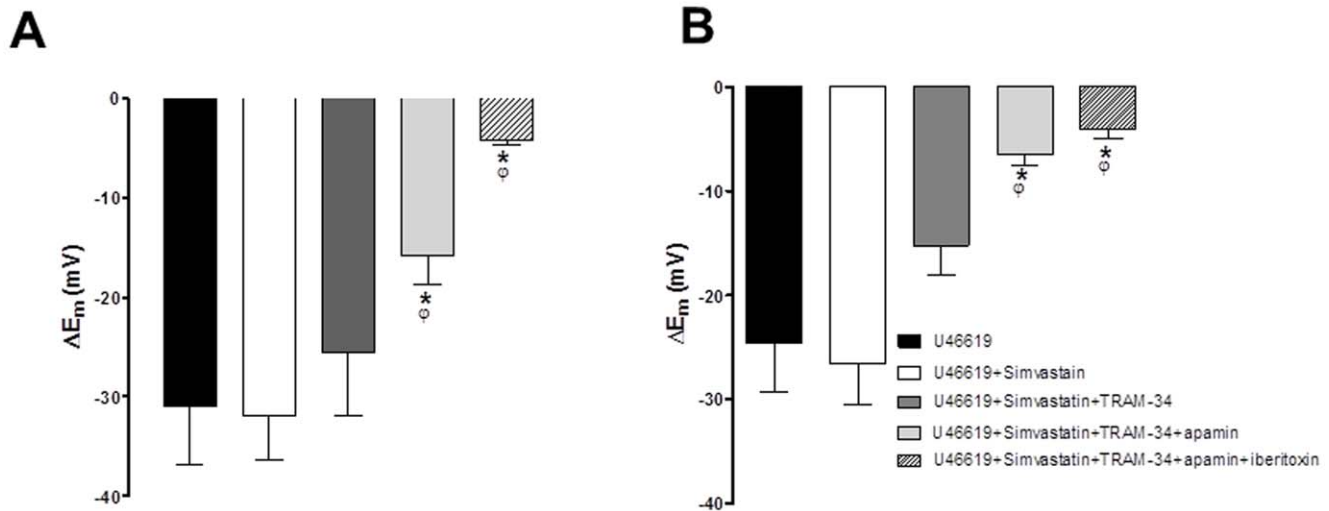 A
B
0
-10
-20
-30
-40
ΔEm (mV)
*
φ
*
φ
0
-10
-20
-30
-40
ΔEm (mV)
*
φ
*
φ
U46619
U46619+Simvastain
U46619+Simvastatin+TRAM-34
U46619+Simvastatin+TRAM-34+apamin
U46619+Simvastatin+TRAM-34+apamin+iberitoxin